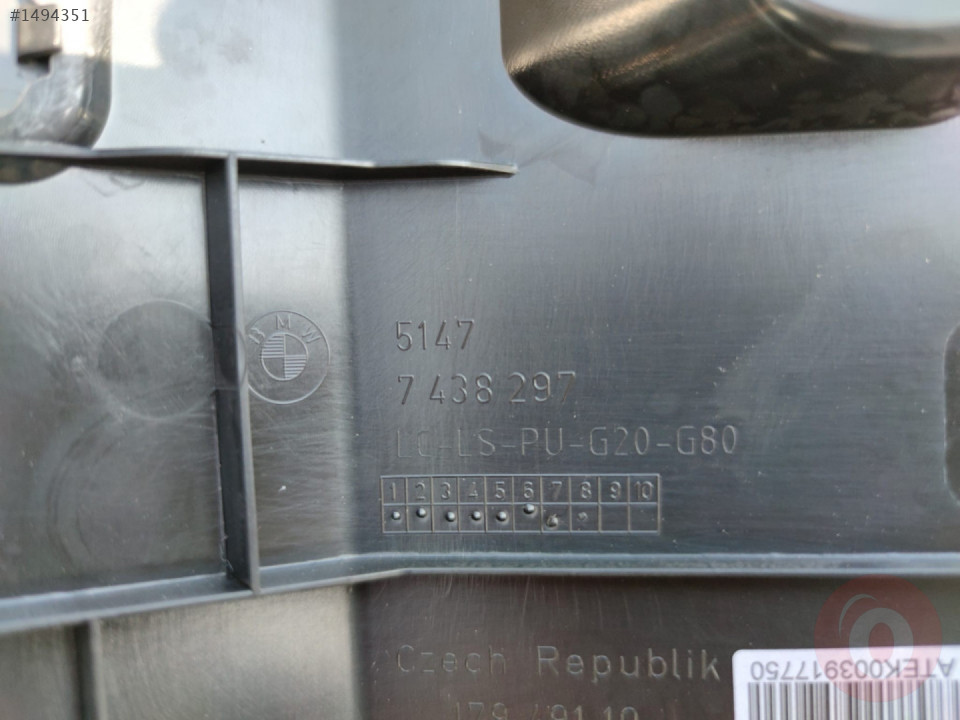 #1494351
BMW
5147
7 438 297
LC-LS-PU-G20-G80
1 2 3 4 5 6 7 8 9 10
Czech Republik
ATEK003917750